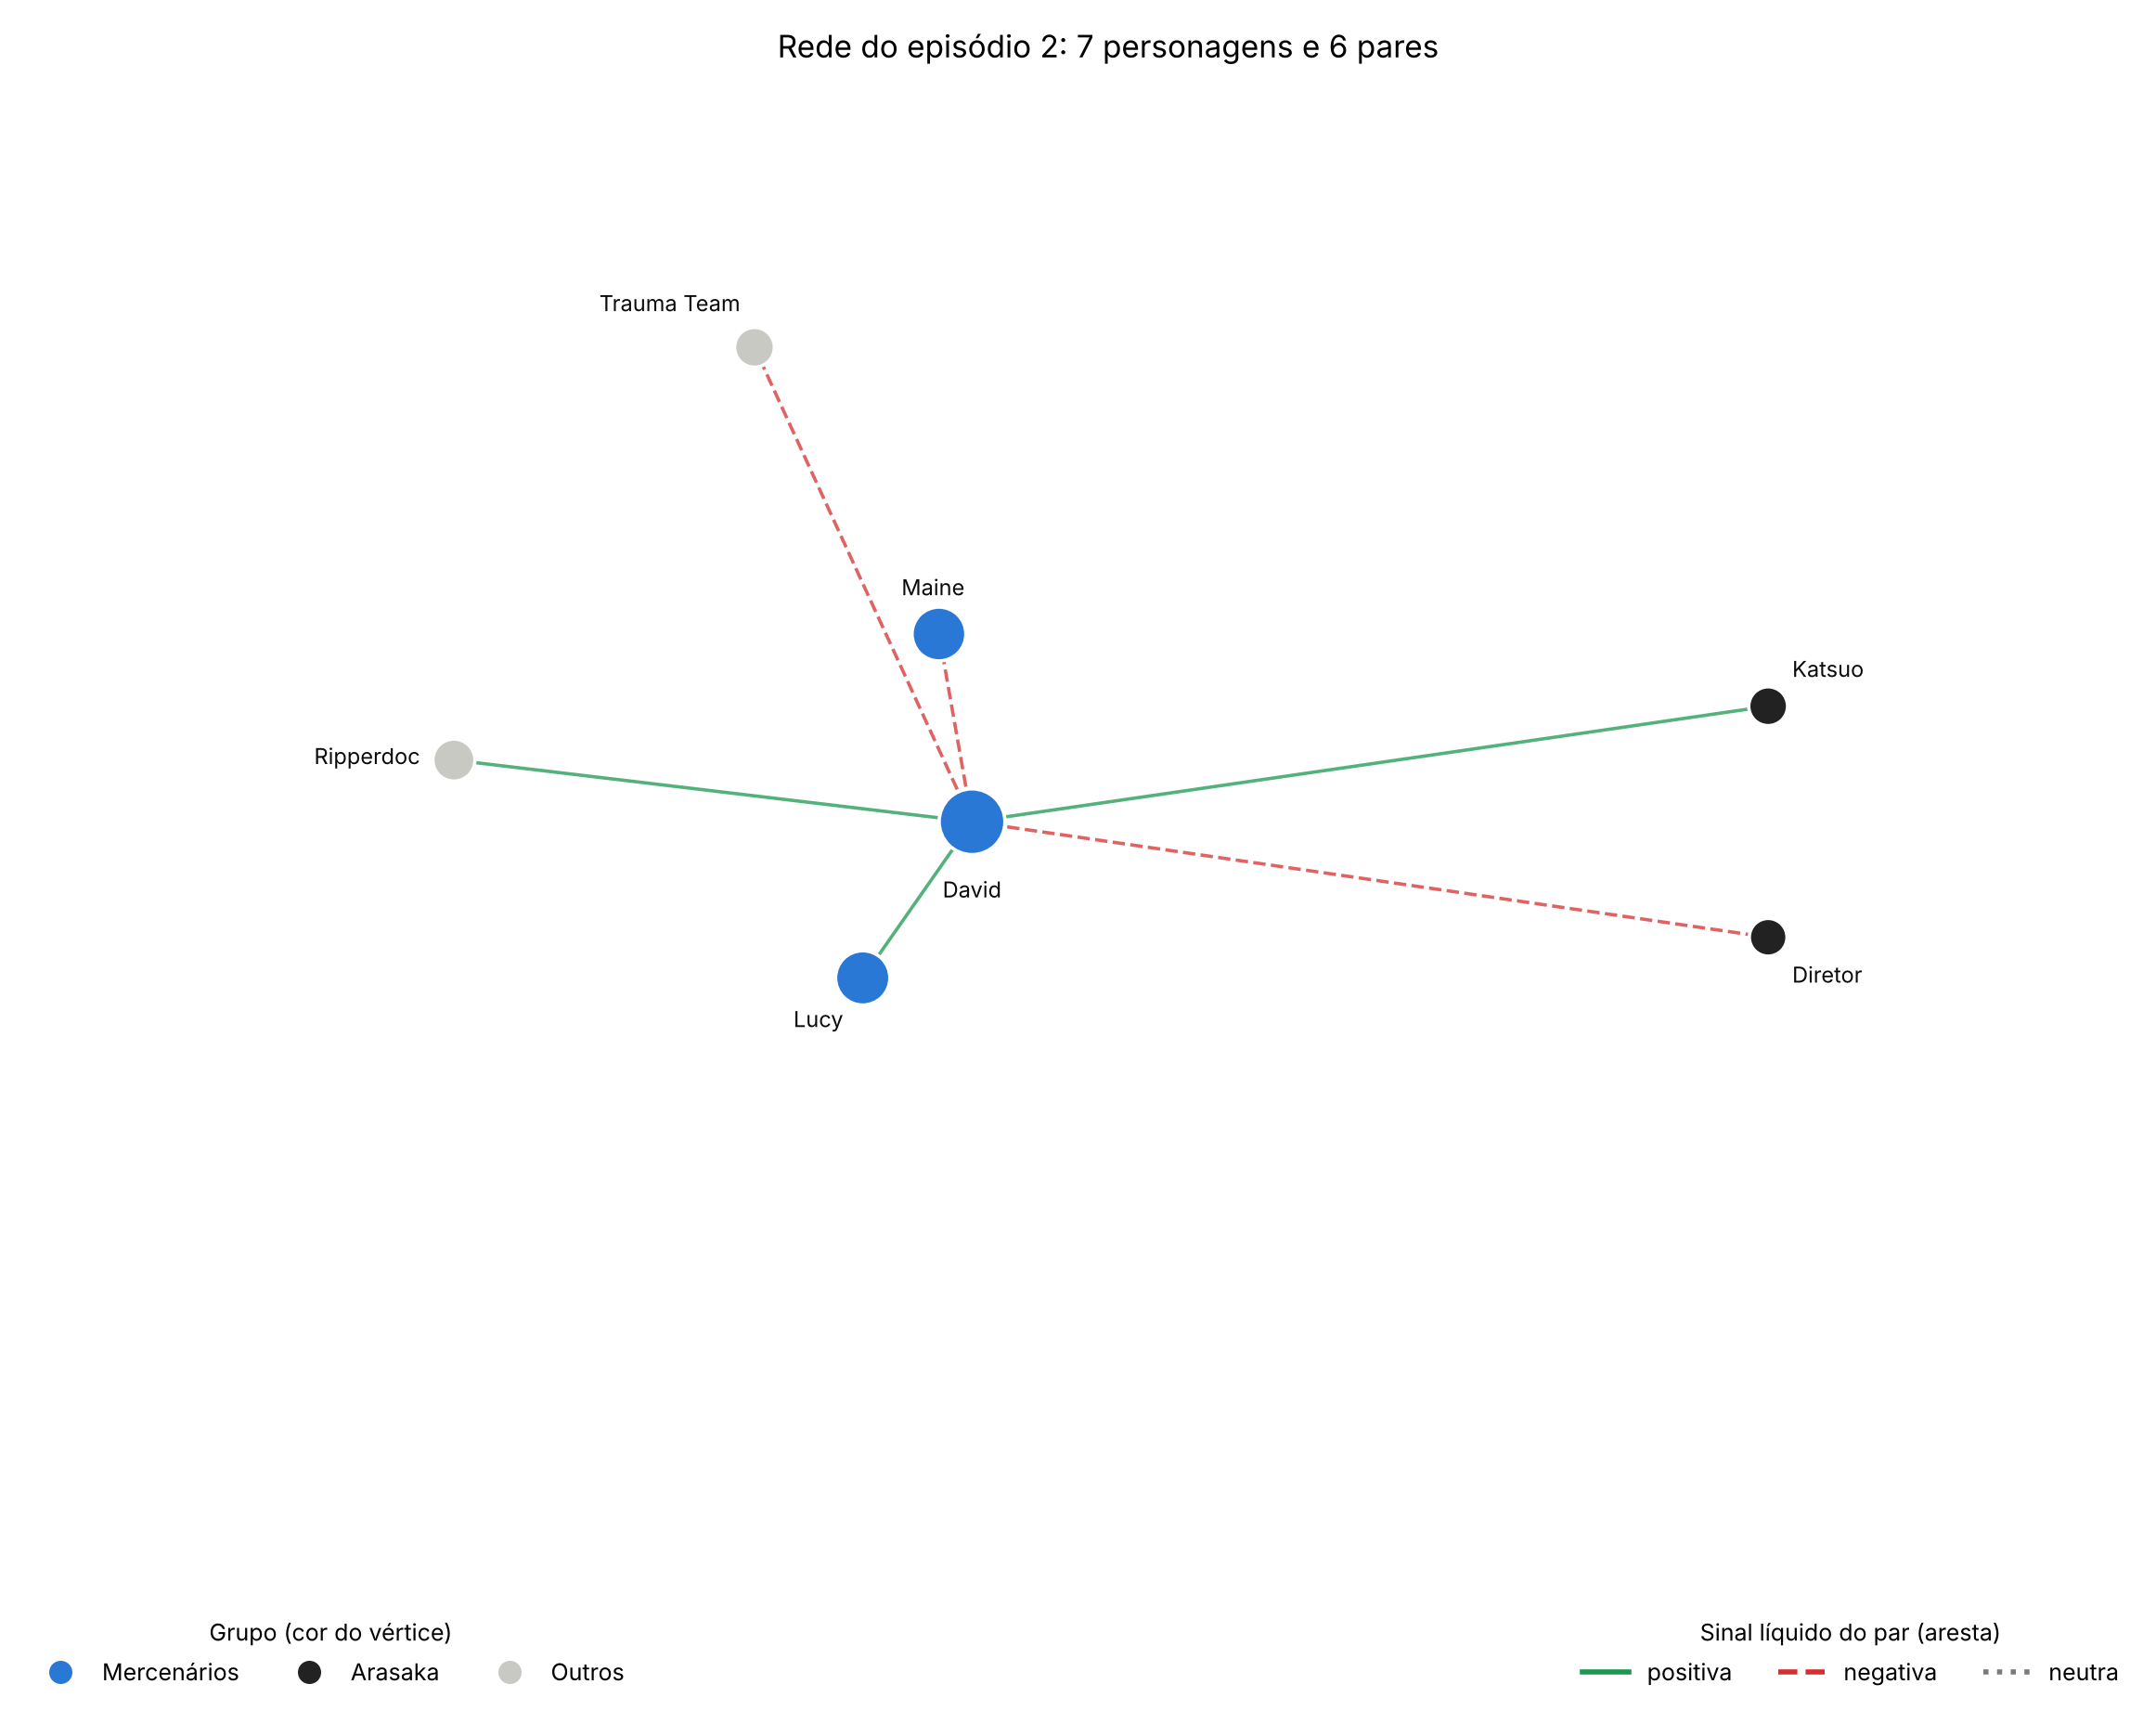 Rede do episódio 2: 7 personagens e 6 pares
Trauma Team
Maine
Katsuo
Ripperdoc
David
Diretor
Lucy
Grupo (cor do vértice)
Mercenários
Arasaka
Outros
Sinal líquido do par (aresta)
positiva
negativa
neutra